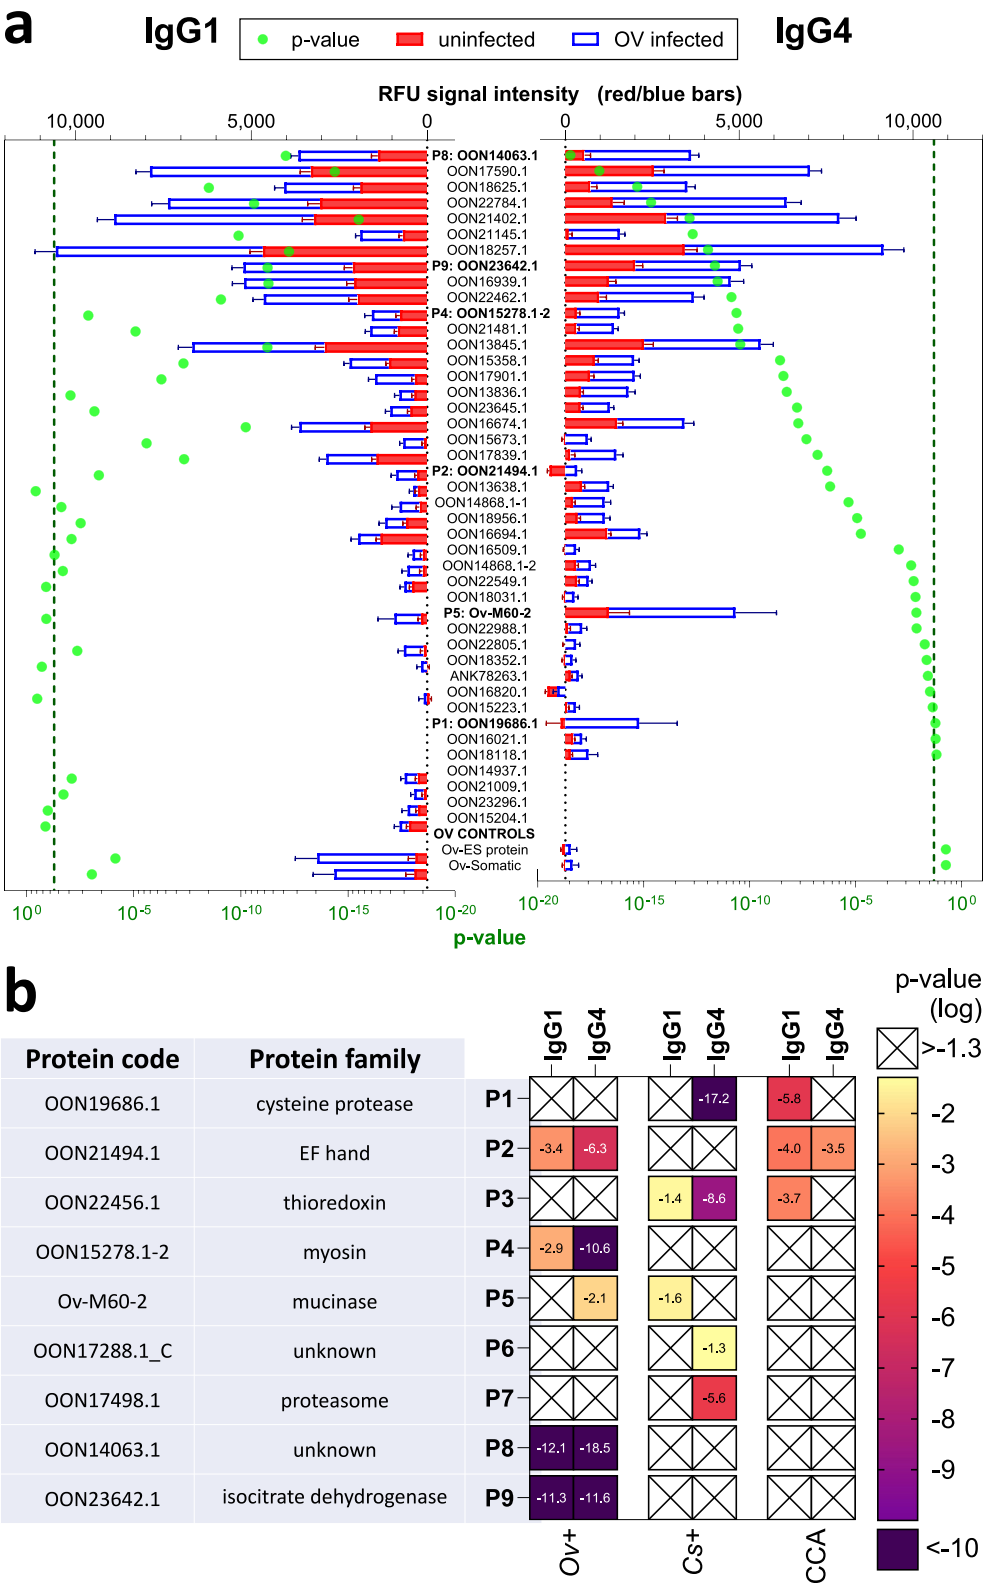 a
IgG1
p-value
uninfected
OV infected
IgG4
RFU signal intensity (red/blue bars)
10,000 5,000 0 0 5,000 10,000
P8: OON14063.1
OON17590.1
OON18625.1
OON22784.1
OON21402.1
OON21145.1
OON18257.1
P9: OON23642.1
OON16939.1
OON22462.1
P4: OON15278.1-2
OON21481.1
OON13845.1
OON15358.1
OON17901.1
OON13836.1
OON23645.1
OON16674.1
OON15673.1
OON17839.1
P2: OON21494.1
OON13638.1
OON14868.1-1
OON18956.1
OON16694.1
OON16509.1
OON14868.1-2
OON22549.1
OON18031.1
P5: Ov-M60-2
OON22988.1
OON22805.1
OON18352.1
ANK78263.1
OON16820.1
OON15223.1
P1: OON19686.1
OON16021.1
OON18118.1
OON14937.1
OON21009.1
OON23296.1
OON15204.1
OV CONTROLS
Ov-ES protein
Ov-Somatic
10⁰ 10⁻⁵ 10⁻¹⁰ 10⁻¹⁵ 10⁻²⁰ 10⁻²⁰ 10⁻¹⁵ 10⁻¹⁰ 10⁻⁵ 10⁰
p-value
b
p-value
(log)
IgG1 IgG4 IgG1 IgG4 IgG1 IgG4
>-1.3
Protein code Protein family
OON19686.1 cysteine protease P1 -17.2 -5.8
OON21494.1 EF hand P2 -3.4 -6.3 -4.0 -3.5
OON22456.1 thioredoxin P3 -1.4 -8.6 -3.7
OON15278.1-2 myosin P4 -2.9 -10.6
Ov-M60-2 mucinase P5 -2.1 -1.6
OON17288.1_C unknown P6 -1.3
OON17498.1 proteasome P7 -5.6
OON14063.1 unknown P8 -12.1 -18.5
OON23642.1 isocitrate dehydrogenase P9 -11.3 -11.6
-2
-3
-4
-5
-6
-7
-8
-9
<-10
Ov+ Cs+ CCA